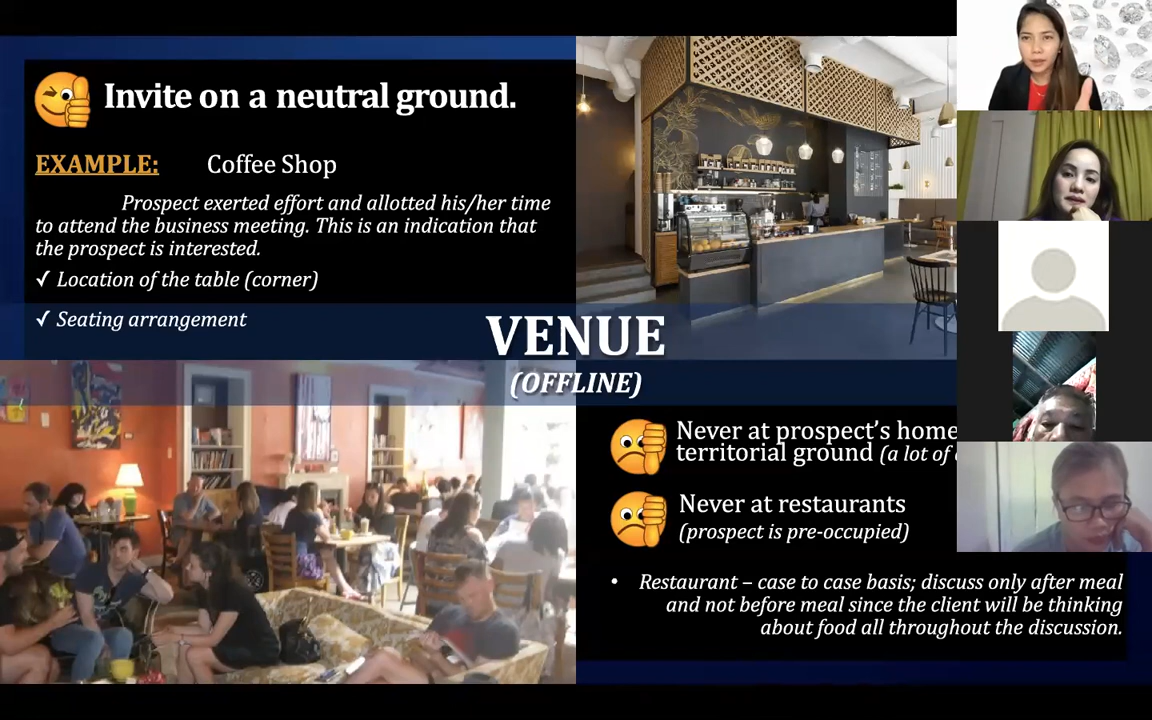 Invite on a neutral ground.
EXAMPLE: Coffee Shop
Prospect exerted effort and allotted his/her time
to attend the business meeting. This is an indication that
the prospect is interested.
✓ Location of the table (corner)
✓ Seating arrangement
VENUE
(OFFLINE)
Never at prospect's home
territorial ground (a lot of
Never at restaurants
(prospect is pre-occupied)
• Restaurant – case to case basis; discuss only after meal
and not before meal since the client will be thinking
about food all throughout the discussion.